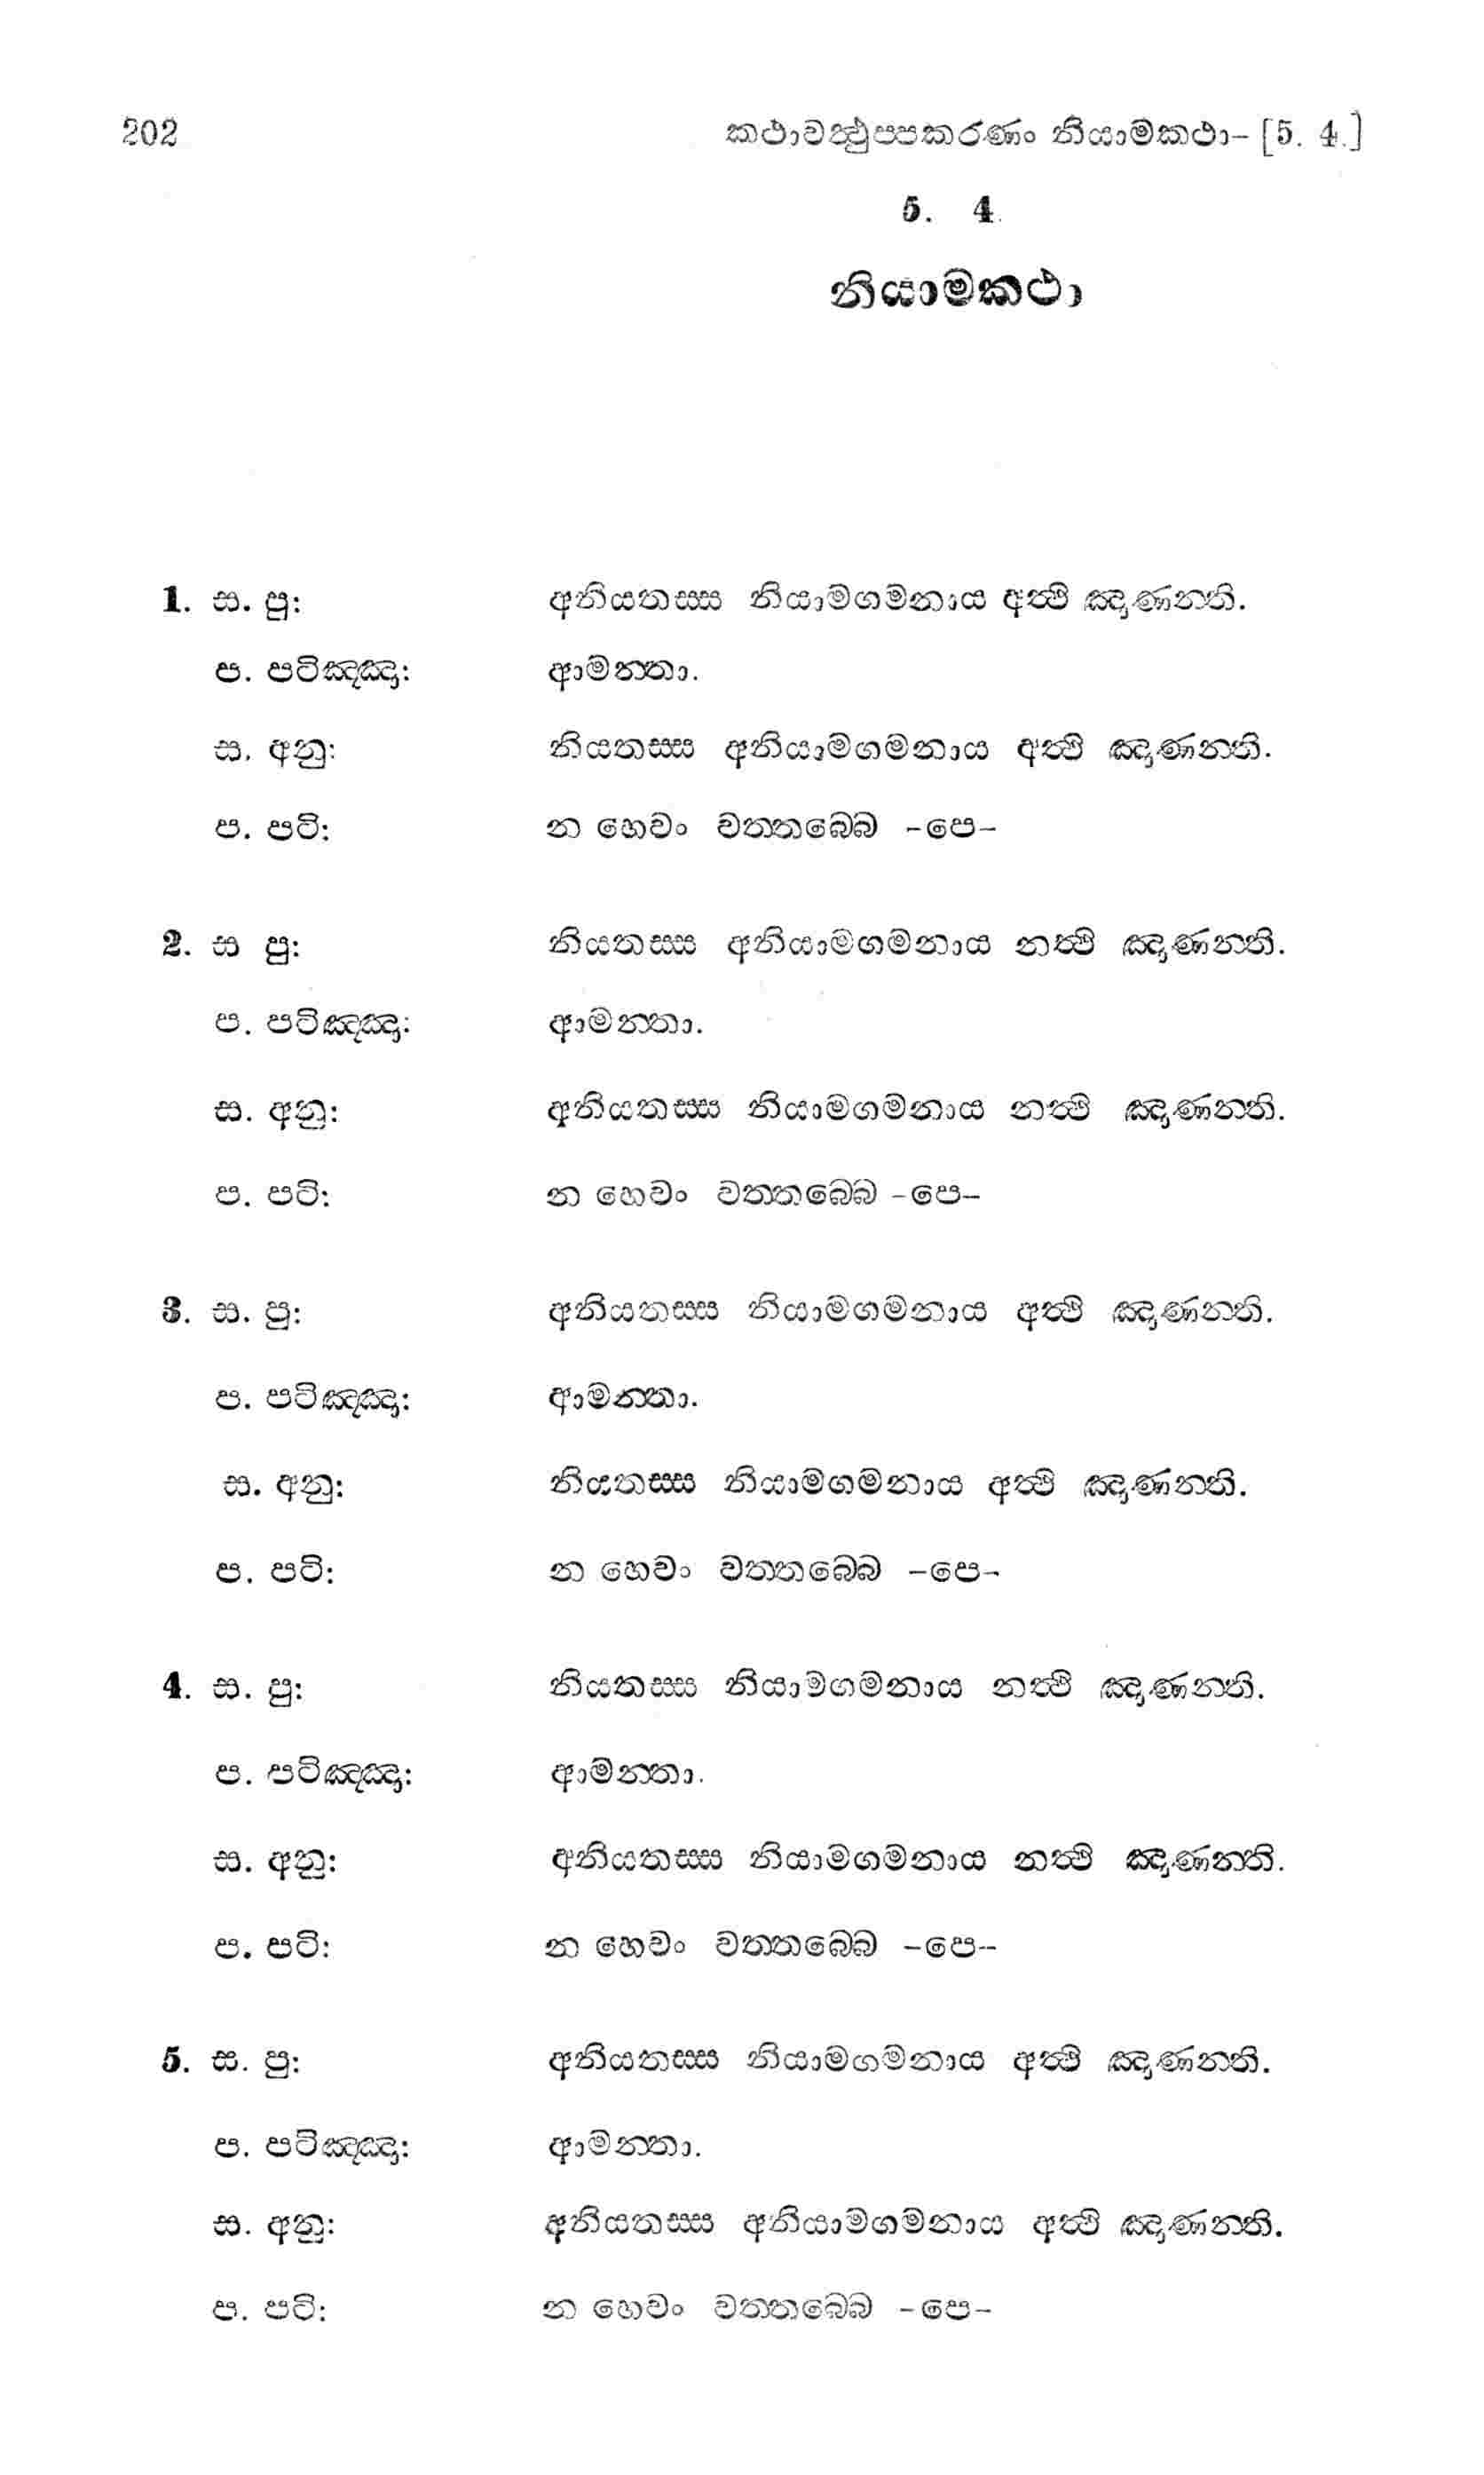 202 කථාවත්‍ථුප්පකරණං නියාමකථා– [5. 4.]
5. 4.
නියාමකථා
1. ස. පු: අනියතස්ස නියාමගමනාය අත්‍ථි ඤාණන්ති.
ප. පටිඤ්ඤා: ආමන්තා.
ස. අනු: නියතස්ස අනියාමගමනාය අත්‍ථි ඤාණන්ති.
ප. පටි: න හෙවං වත්තබ්බෙ -පෙ-
2. ස පු: නියතස්ස අනියාමගමනාය නත්‍ථි ඤාණන්ති.
ප. පටිඤ්ඤා: ආමන්තා.
ස. අනු: අනියතස්ස නියාමගමනාය නත්‍ථි ඤාණන්ති.
ප. පටි: න හෙවං වත්තබ්බෙ -පෙ-
3. ස. පු: අනියතස්ස නියාමගමනාය අත්‍ථි ඤාණන්ති.
ප. පටිඤ්ඤා: ආමන්තා.
ස. අනු: නියතස්ස නියාමගමනාය අත්‍ථි ඤාණන්ති.
ප. පටි: න හෙවං වත්තබ්බෙ -පෙ-
4. ස. පු: නියතස්ස නියාමගමනාය නත්‍ථි ඤාණන්ති.
ප. පටිඤ්ඤා: ආමන්තා.
ස. අනු: අනියතස්ස නියාමගමනාය නත්‍ථි ඤාණන්ති.
ප. පටි: න හෙවං වත්තබ්බෙ -පෙ-
5. ස. පු: අනියතස්ස නියාමගමනාය අත්‍ථි ඤාණන්ති.
ප. පටිඤ්ඤා: ආමන්තා.
ස. අනු: අනියතස්ස අනියාමගමනාය අත්‍ථි ඤාණන්ති.
ප. පටි: න හෙවං වත්තබ්බෙ -පෙ-